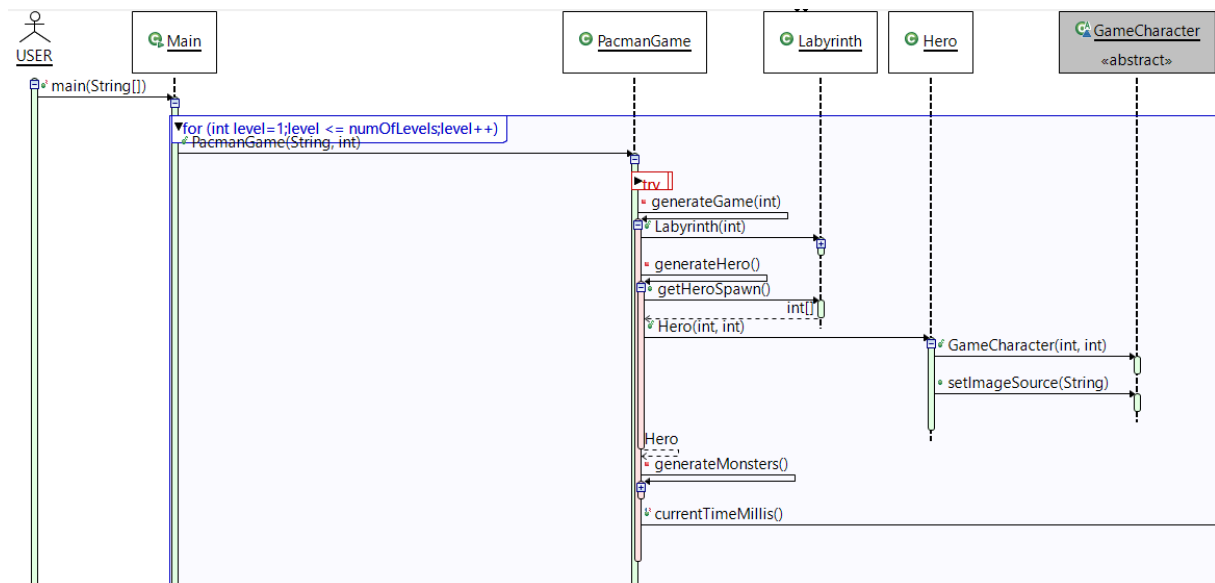 USER
Main
PacmanGame
Labyrinth
Hero
GameCharacter
«abstract»
main(String[])
for (int level=1;level <= numOfLevels;level++)
PacmanGame(String, int)
try
generateGame(int)
Labyrinth(int)
generateHero()
getHeroSpawn()
int[]
Hero(int, int)
GameCharacter(int, int)
setImageSource(String)
Hero
generateMonsters()
currentTimeMillis()